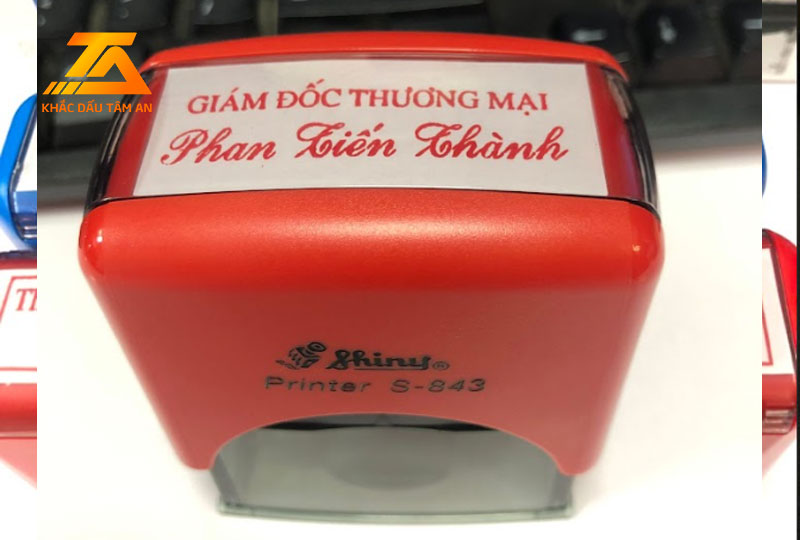 KHẮC DẤU TÂM AN
GIÁM ĐỐC THƯƠNG MẠI
Phan Tiến Thành
Shiny®
Printer S-843